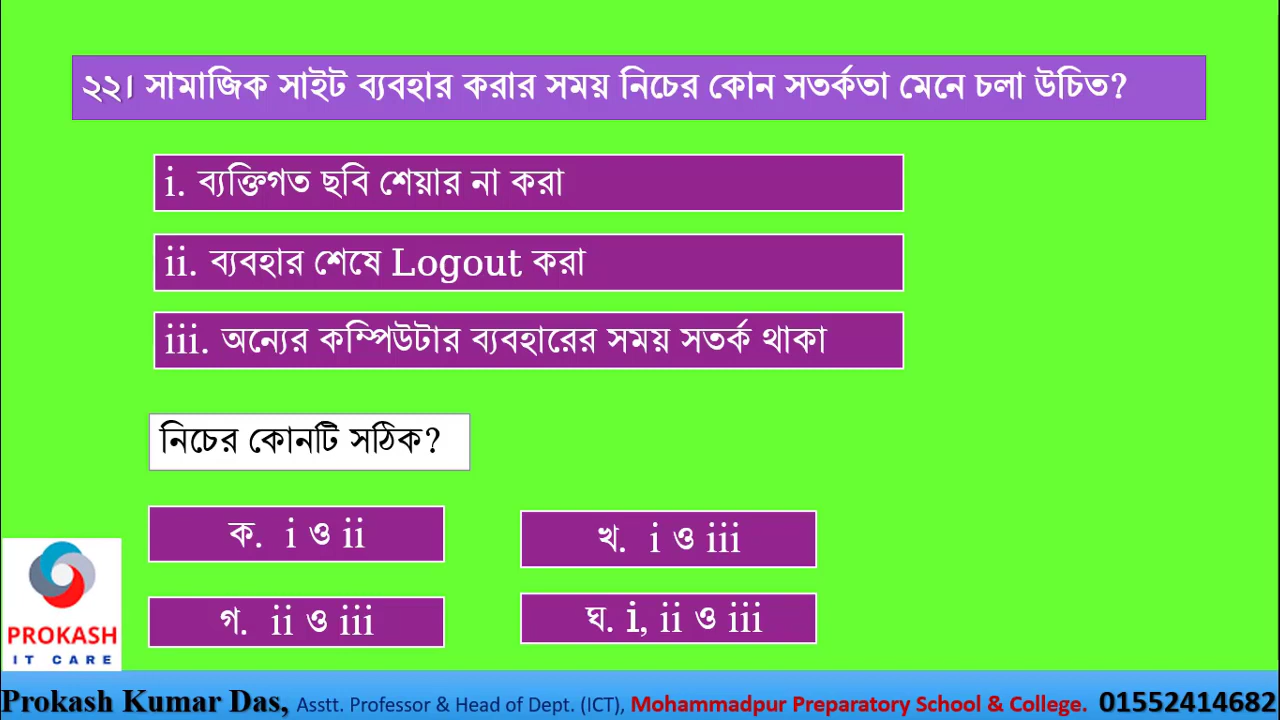 ২২। সামাজিক সাইট ব্যবহার করার সময় নিচের কোন সতর্কতা মেনে চলা উচিত?
i. ব্যক্তিগত ছবি শেয়ার না করা
ii. ব্যবহার শেষে Logout করা
iii. অন্যের কম্পিউটার ব্যবহারের সময় সতর্ক থাকা
নিচের কোনটি সঠিক?
ক. i ও ii
খ. i ও iii
গ. ii ও iii
ঘ. i, ii ও iii
PROKASH
IT CARE
Prokash Kumar Das, Asstt. Professor & Head of Dept. (ICT), Mohammadpur Preparatory School & College. 01552414682